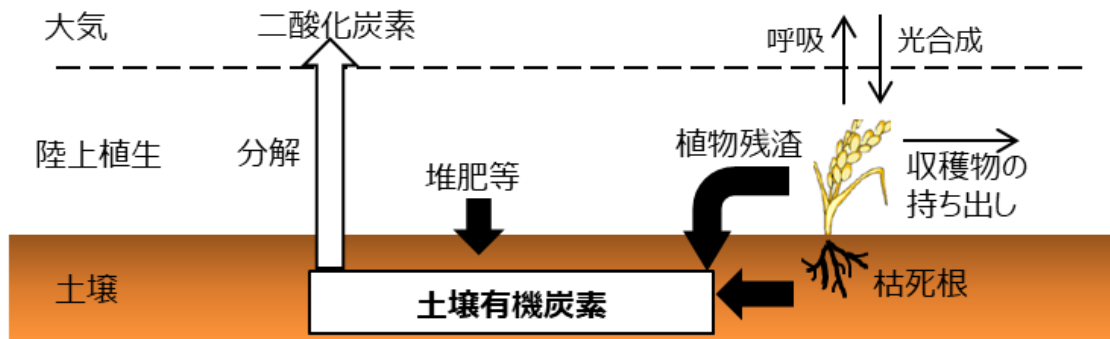 大気
二酸化炭素
呼吸
光合成
陸上植生
分解
堆肥等
植物残渣
収穫物の
持ち出し
土壌
土壌有機炭素
枯死根